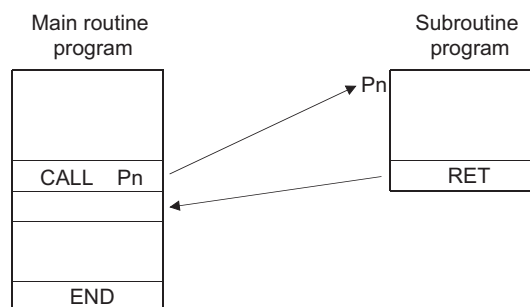 Main routine
program
Subroutine
program
Pn
CALL Pn
RET
END